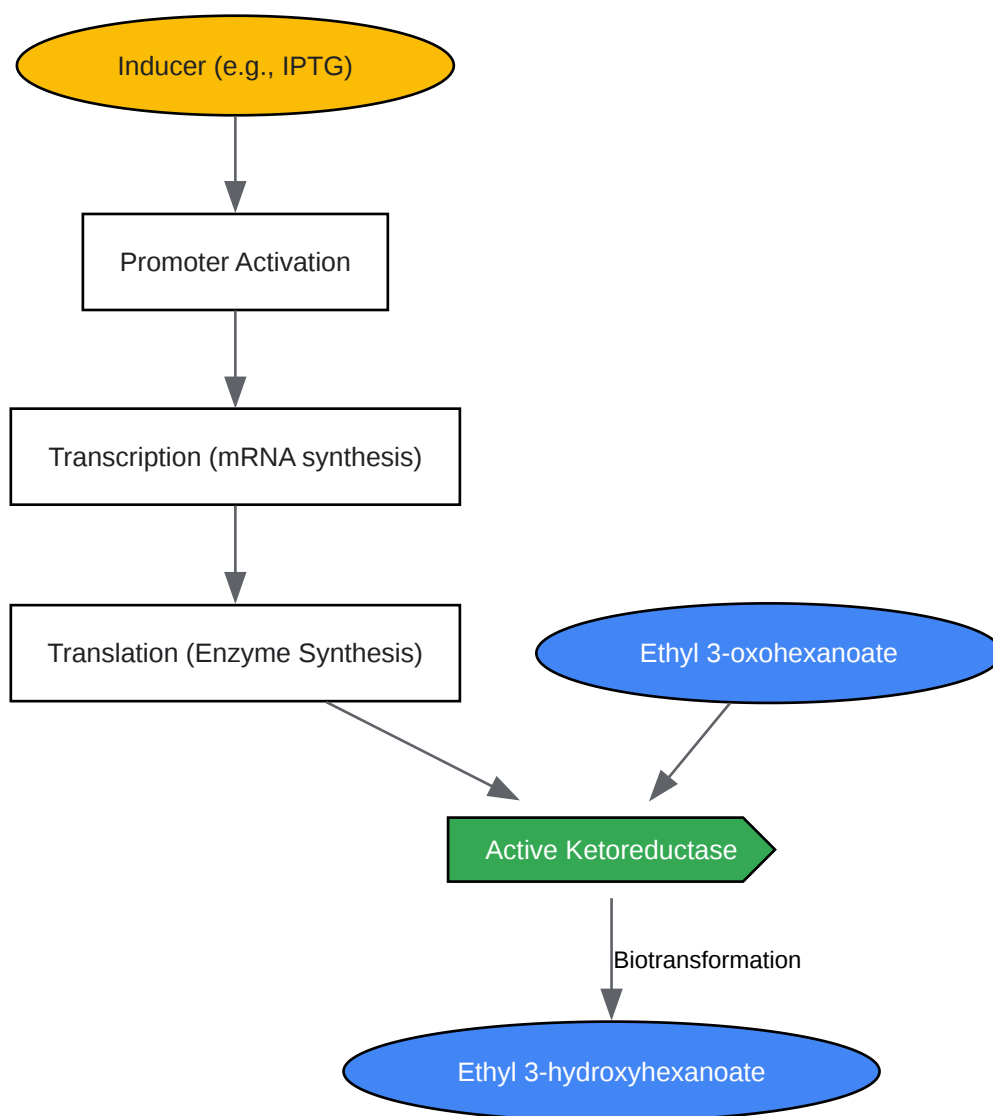 Inducer (e.g., IPTG)
Promoter Activation
Transcription (mRNA synthesis)
Translation (Enzyme Synthesis)
Ethyl 3-oxohexanoate
Active Ketoreductase
Biotransformation
Ethyl 3-hydroxyhexanoate